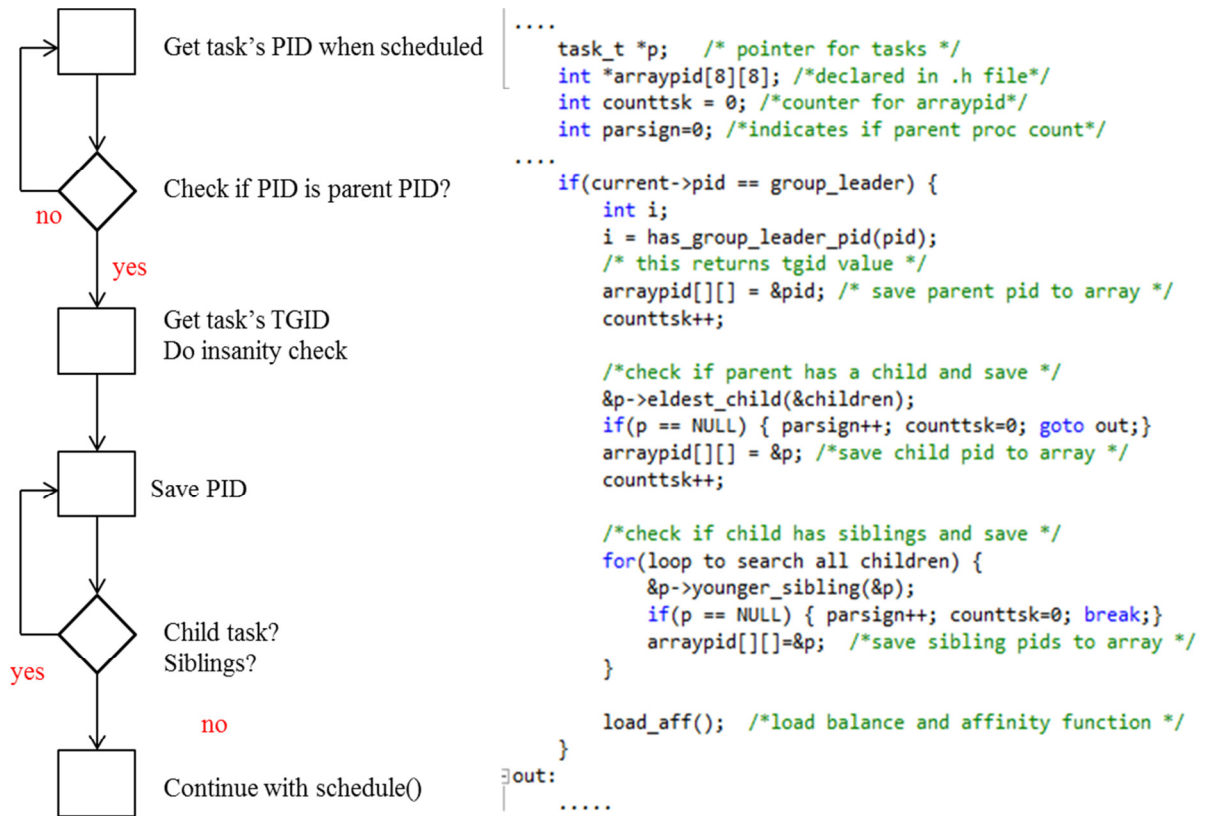 Get task's PID when scheduled
Check if PID is parent PID?
no
yes
Get task's TGID
Do insanity check
Save PID
Child task?
Siblings?
yes
no
Continue with schedule()
....
task_t *p;   /* pointer for tasks */
int *arraypid[8][8]; /*declared in .h file*/
int counttsk = 0; /*counter for arraypid*/
int parsign=0; /*indicates if parent proc count*/
....
if(current->pid == group_leader) {
int i;
i = has_group_leader_pid(pid);
/* this returns tgid value */
arraypid[][] = &pid; /* save parent pid to array */
counttsk++;
/*check if parent has a child and save */
&p->eldest_child(&children);
if(p == NULL) { parsign++; counttsk=0; goto out;}
arraypid[][] = &p; /*save child pid to array */
counttsk++;
/*check if child has siblings and save */
for(loop to search all children) {
&p->younger_sibling(&p);
if(p == NULL) { parsign++; counttsk=0; break;}
arraypid[][]=&p;  /*save sibling pids to array */
}
load_aff();  /*load balance and affinity function */
}
out:
.....